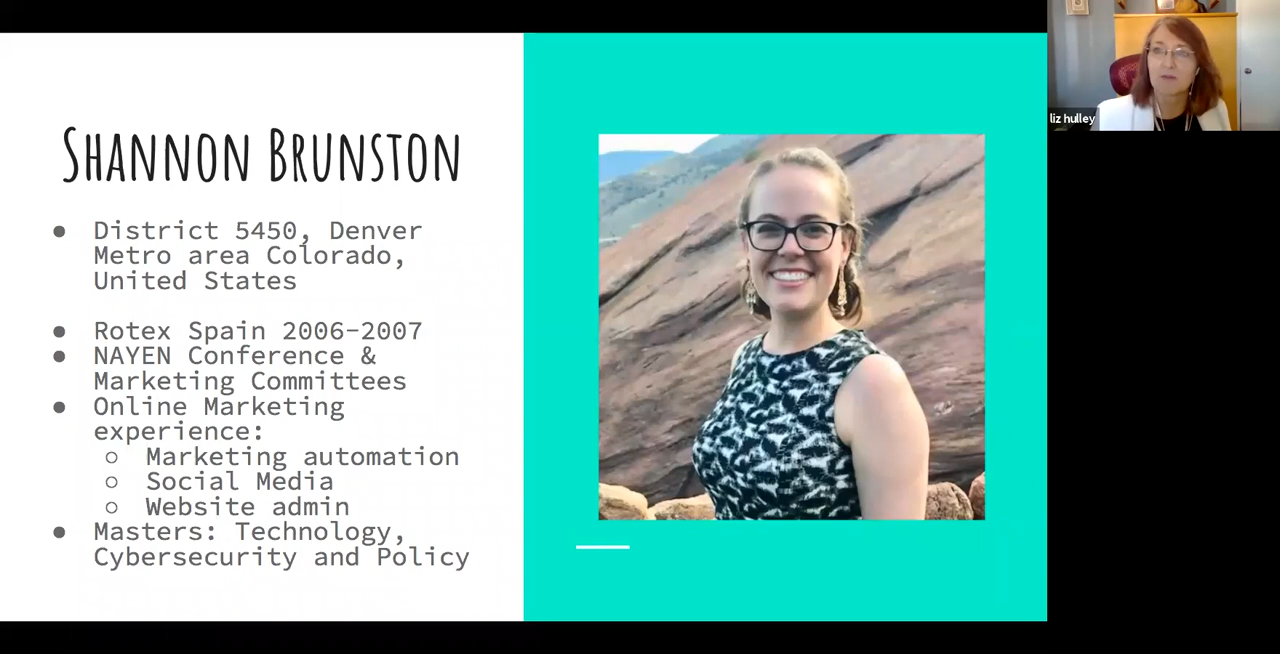 Shannon Brunston
● District 5450, Denver
Metro area Colorado,
United States
● Rotex Spain 2006-2007
● NAYEN Conference &
Marketing Committees
● Online Marketing
experience:
○ Marketing automation
○ Social Media
○ Website admin
● Masters: Technology,
Cybersecurity and Policy
liz hulley